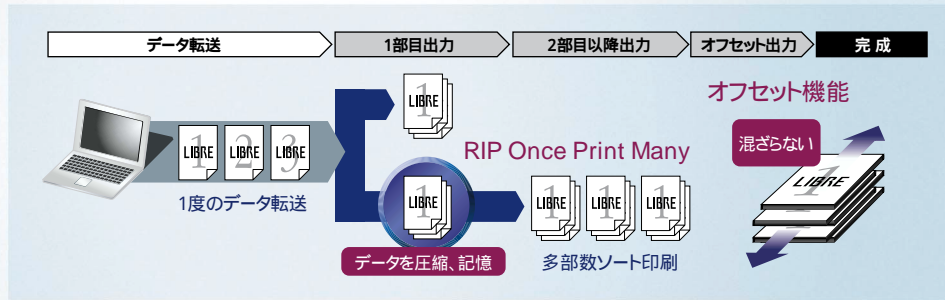 データ転送
1部目出力
2部目以降出力
オフセット出力
完成
オフセット機能
混ざらない
LIBRE 1
LIBRE 1
LIBRE 2
LIBRE 3
RIP Once Print Many
LIBRE 1
1度のデータ転送
LIBRE 1
LIBRE 1
LIBRE 1
LIBRE 1
データを圧縮、記憶
多部数ソート印刷